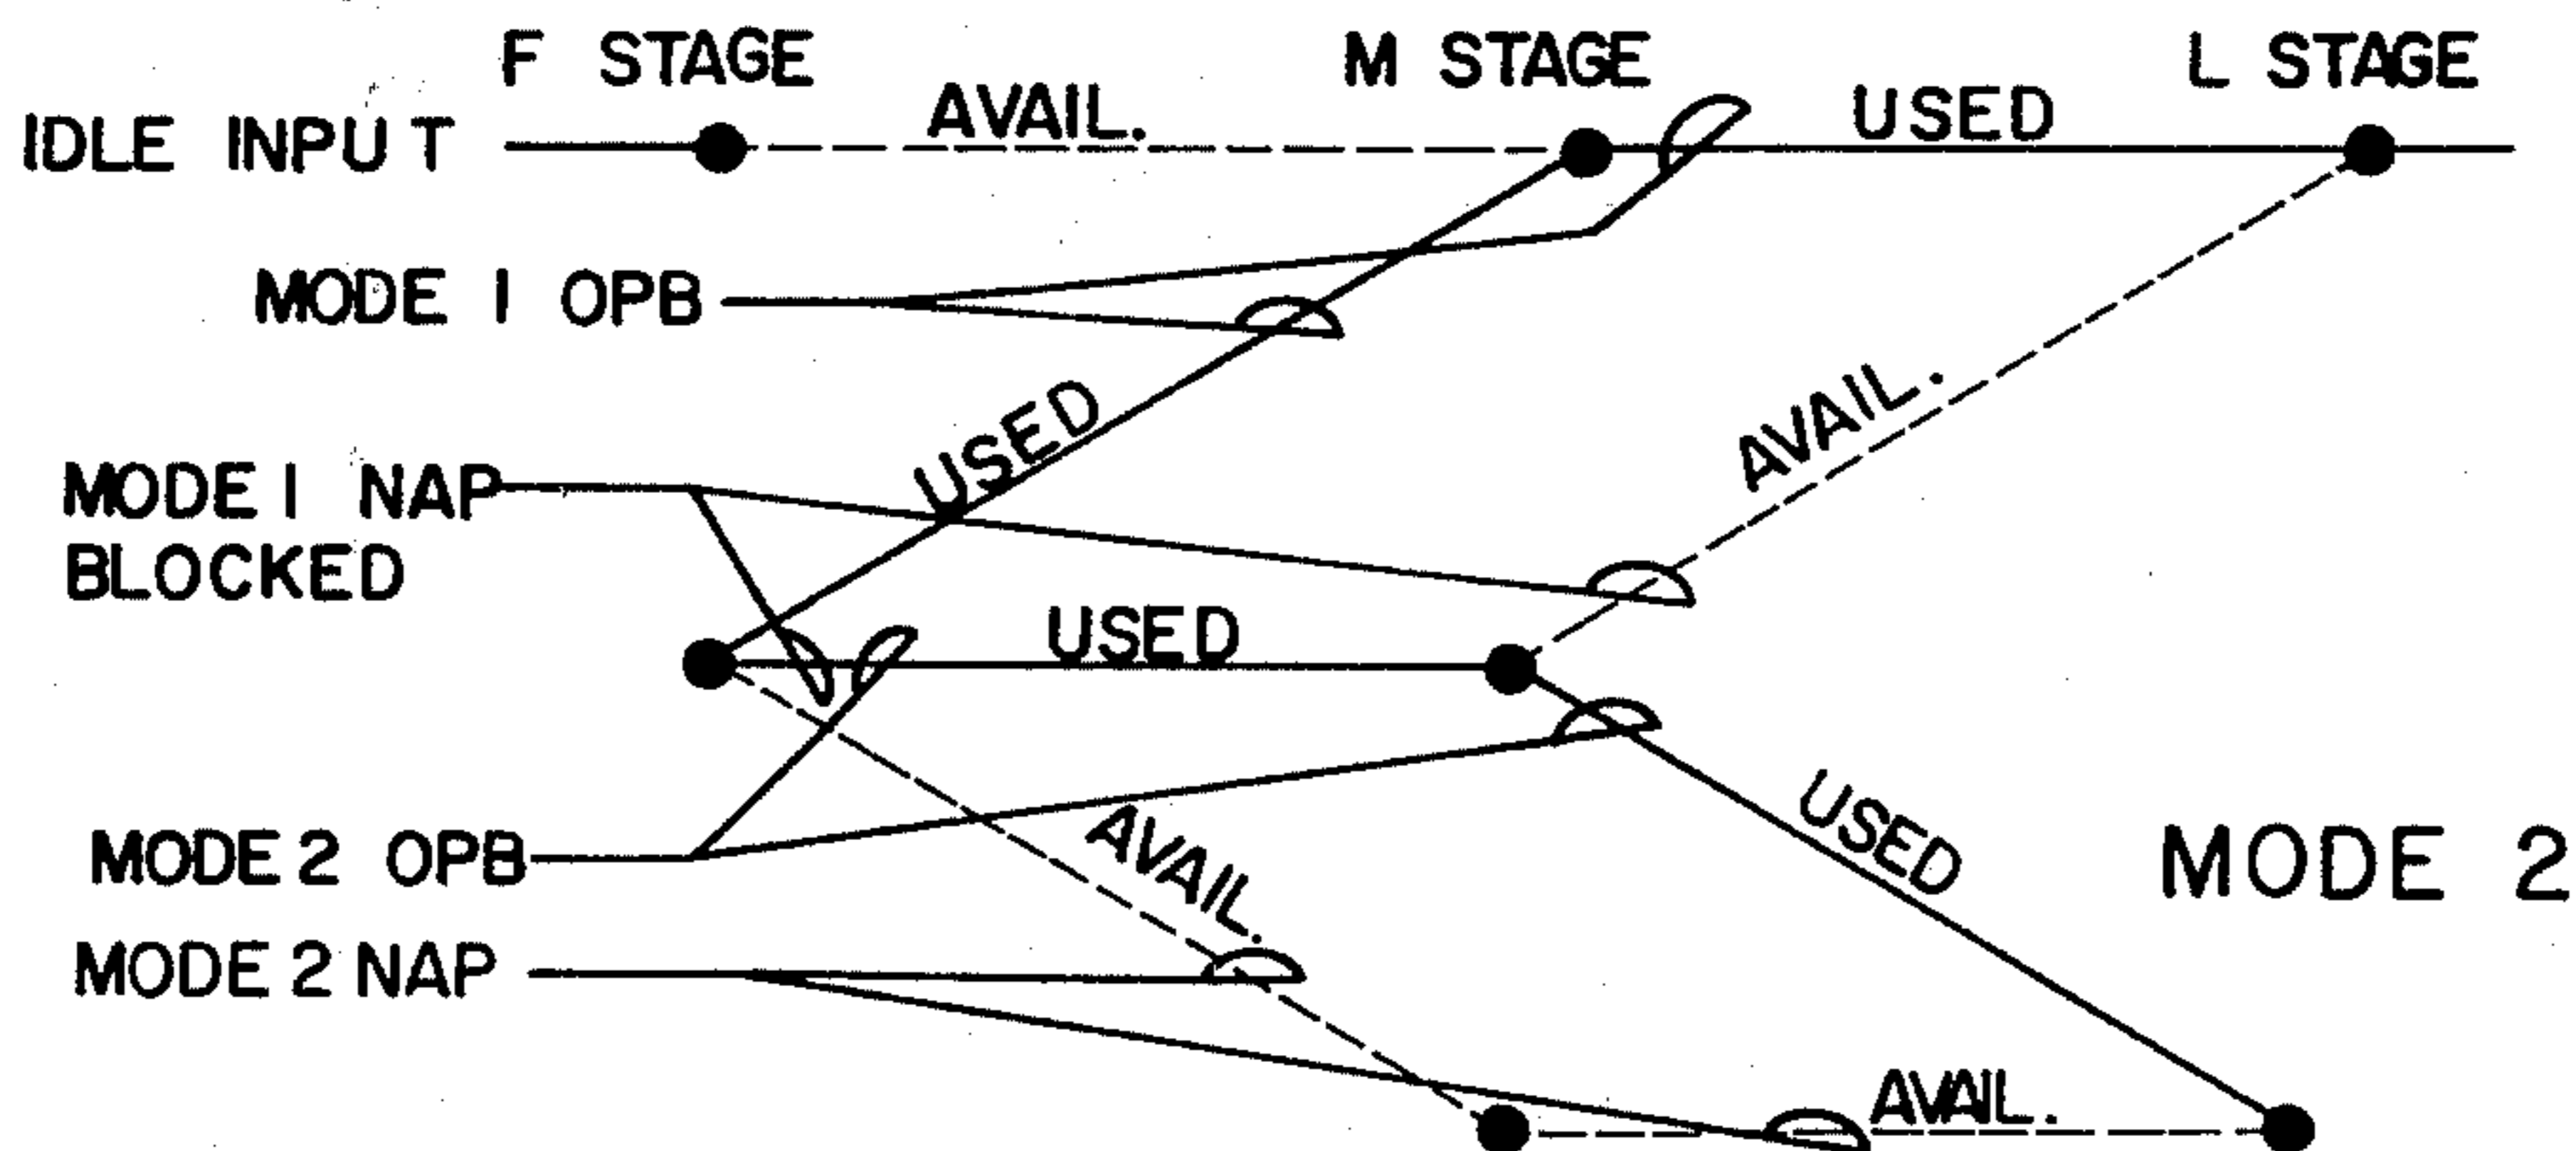 F STAGE
M STAGE
L STAGE
IDLE INPUT
AVAIL.
USED
MODE 1 OPB
USED
AVAIL.
MODE 1 NAP
BLOCKED
USED
MODE 2 OPB
AVAIL.
USED
MODE 2
MODE 2 NAP
AVAIL.